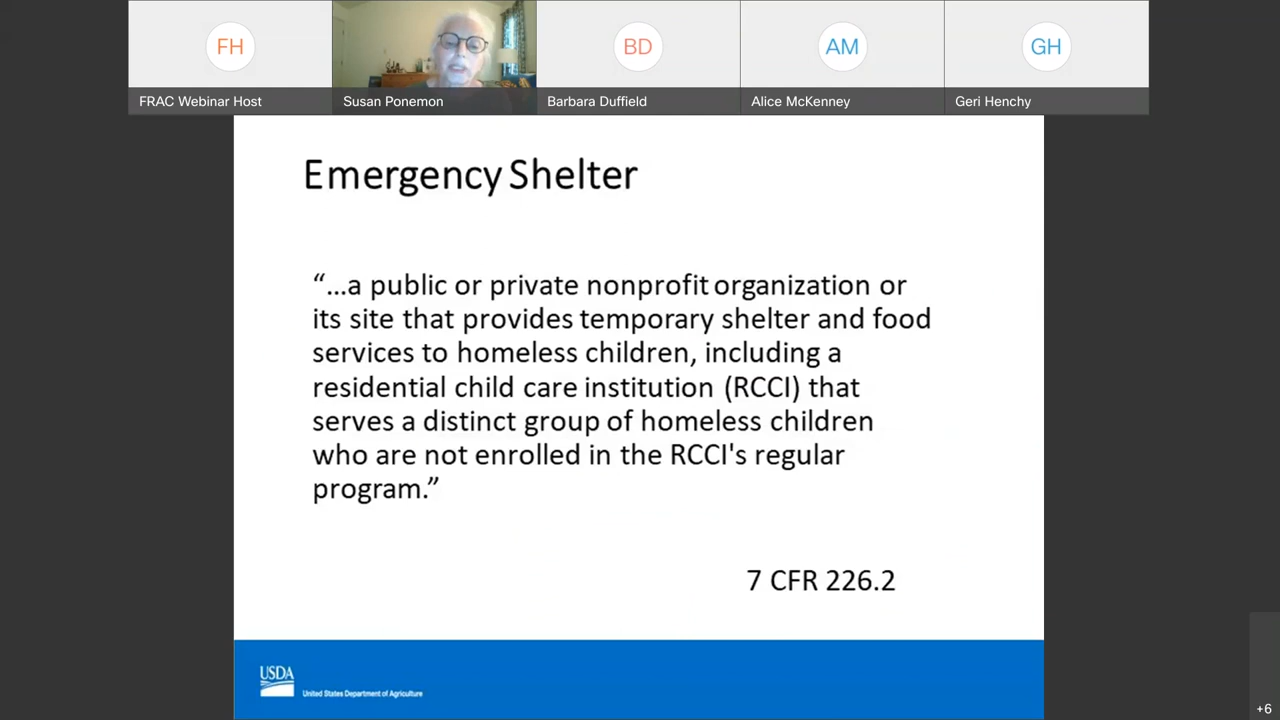 FH
BD
AM
GH
FRAC Webinar Host
Susan Ponemon
Barbara Duffield
Alice McKenney
Geri Henchy
Emergency Shelter
“...a public or private nonprofit organization or
its site that provides temporary shelter and food
services to homeless children, including a
residential child care institution (RCCI) that
serves a distinct group of homeless children
who are not enrolled in the RCCI's regular
program.”
7 CFR 226.2
USDA
United States Department of Agriculture
+6